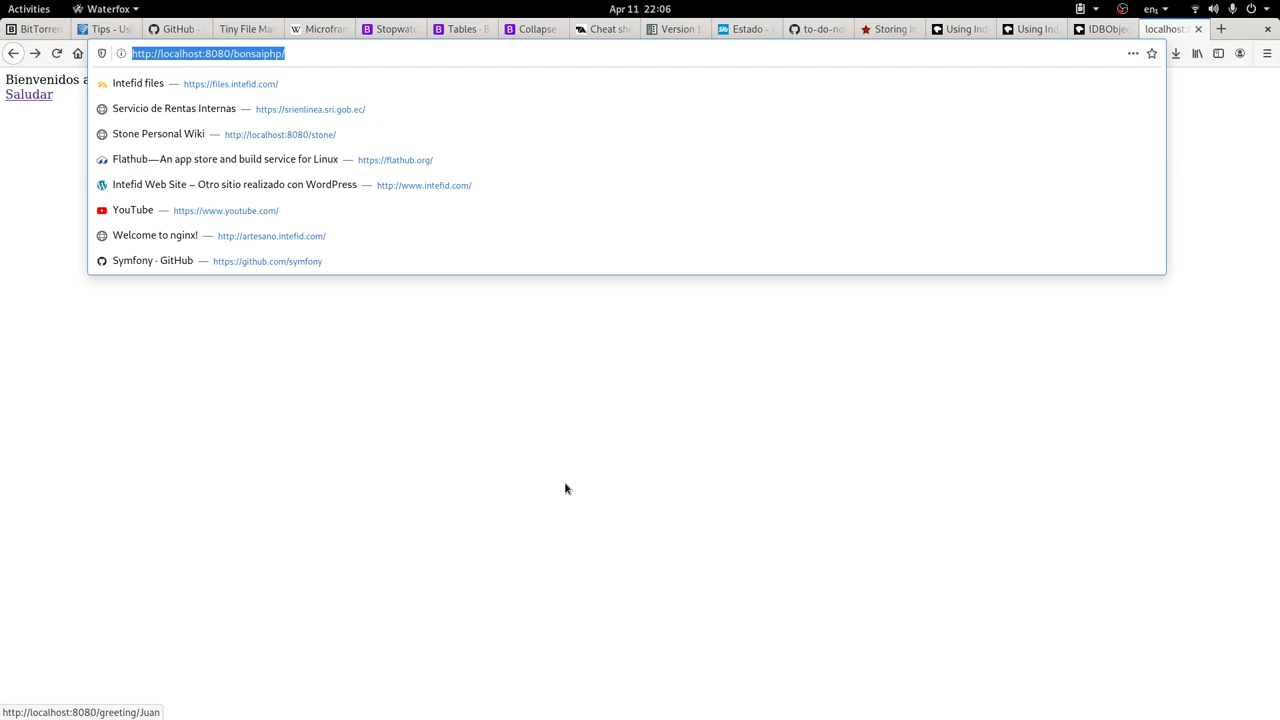 Activities Waterfox Apr 11 22:06 en1
BitTorren Tips - Usi GitHub - Tiny File Ma Microfram Stopwatc Tables · B Collapse Cheat she Version 1 Estado - to-do-not Storing in Using Ind Using Ind IDBObjec localhost:
http://localhost:8080/bonsaiphp/
Bienvenidos a
Saludar
Intefid files — https://files.intefid.com/
Servicio de Rentas Internas — https://srienlinea.sri.gob.ec/
Stone Personal Wiki — http://localhost:8080/stone/
Flathub—An app store and build service for Linux — https://flathub.org/
Intefid Web Site – Otro sitio realizado con WordPress — http://www.intefid.com/
YouTube — https://www.youtube.com/
Welcome to nginx! — http://artesano.intefid.com/
Symfony · GitHub — https://github.com/symfony
http://localhost:8080/greeting/Juan